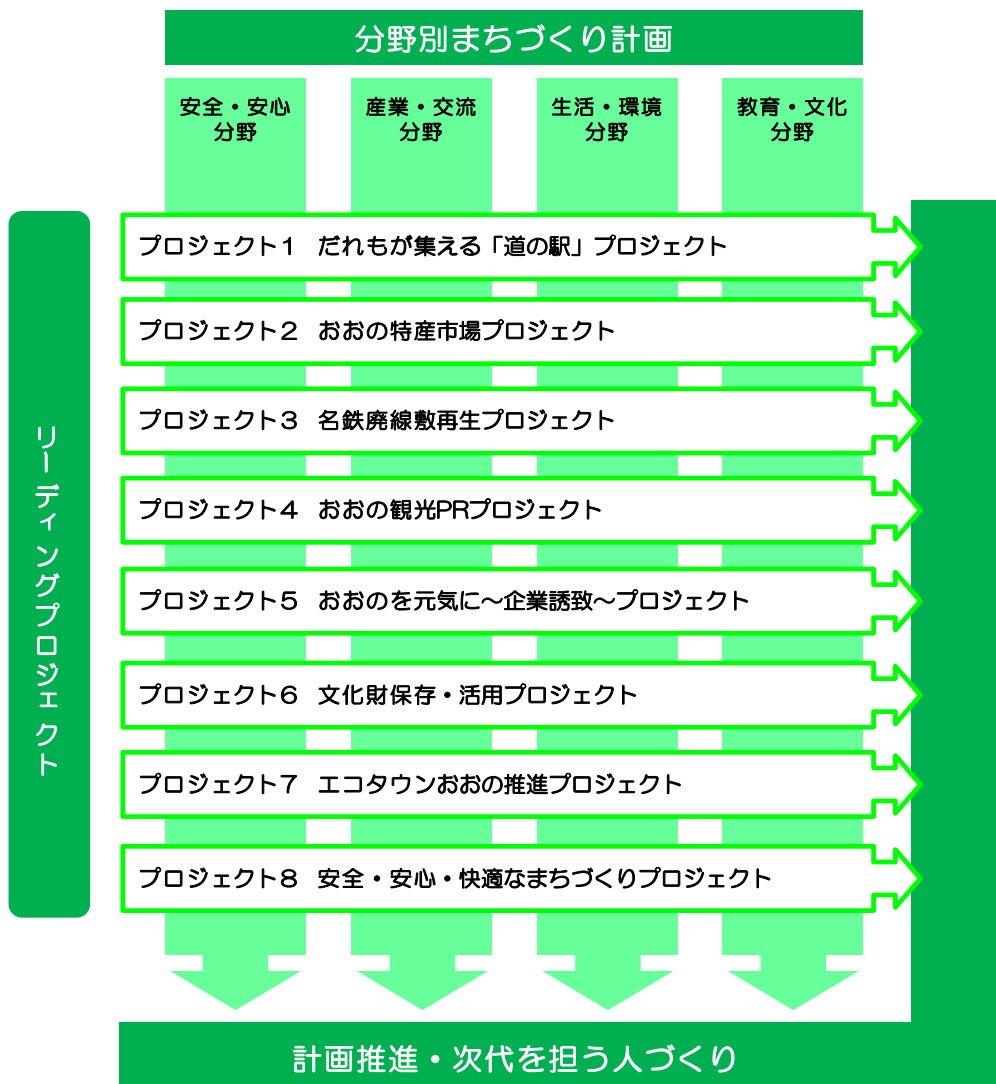 分野別まちづくり計画
安全・安心
分野
産業・交流
分野
生活・環境
分野
教育・文化
分野
リーディングプロジェクト
プロジェクト1 だれもが集える「道の駅」プロジェクト
プロジェクト2 おおの特産市場プロジェクト
プロジェクト3 名鉄廃線敷再生プロジェクト
プロジェクト4 おおの観光PRプロジェクト
プロジェクト5 おおのを元気に～企業誘致～プロジェクト
プロジェクト6 文化財保存・活用プロジェクト
プロジェクト7 エコタウンおおの推進プロジェクト
プロジェクト8 安全・安心・快適なまちづくりプロジェクト
計画推進・次代を担う人づくり